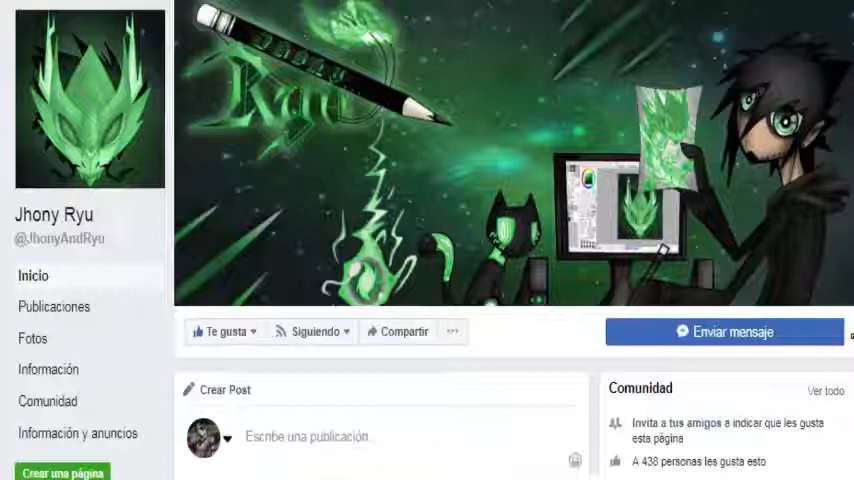 Ryu
Jhony Ryu
@JhonyAndRyu
Inicio
Publicaciones
Fotos
Información
Comunidad
Información y anuncios
Crear una página
Te gusta
Siguiendo
Compartir
Enviar mensaje
Crear Post
Escribe una publicación...
Comunidad
Ver todo
Invita a tus amigos a indicar que les gusta
esta página
A 438 personas les gusta esto